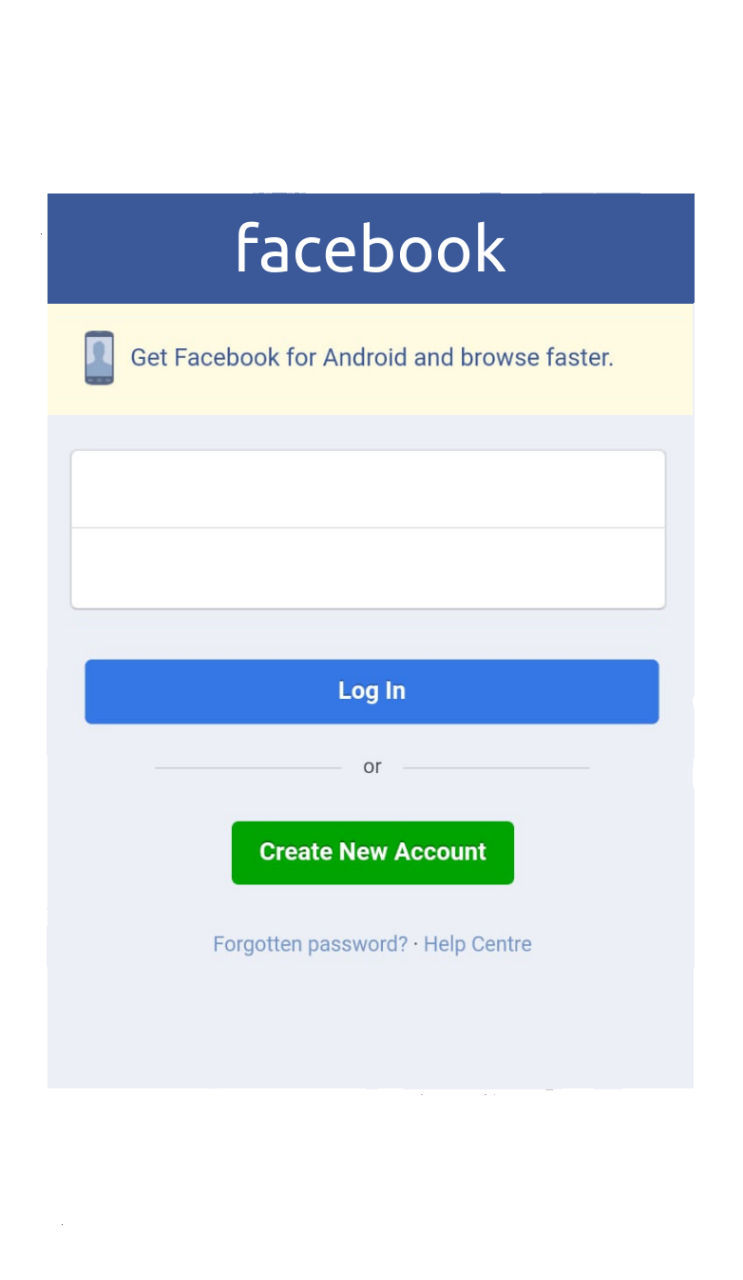 facebook
Get Facebook for Android and browse faster.
Log In
or
Create New Account
Forgotten password? · Help Centre